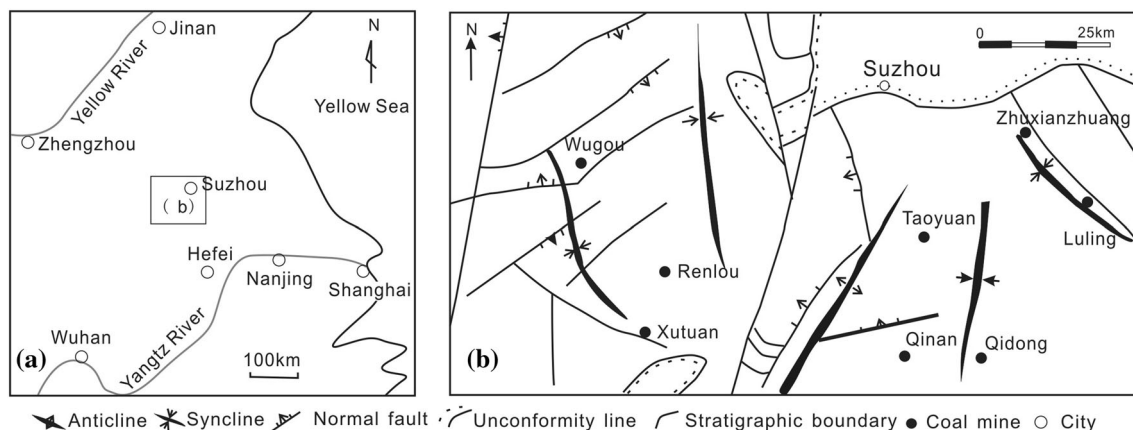 Jinan
N
Yellow River
Yellow Sea
Zhengzhou
Suzhou
( b )
Hefei
Nanjing
Shanghai
Wuhan
Yangtz River
(a)
100km
N
0 25km
Suzhou
Zhuxianzhuang
Wugou
Taoyuan
Luling
Renlou
Xutuan
Qinan
Qidong
(b)
Anticline Syncline Normal fault Unconformity line Stratigraphic boundary Coal mine City